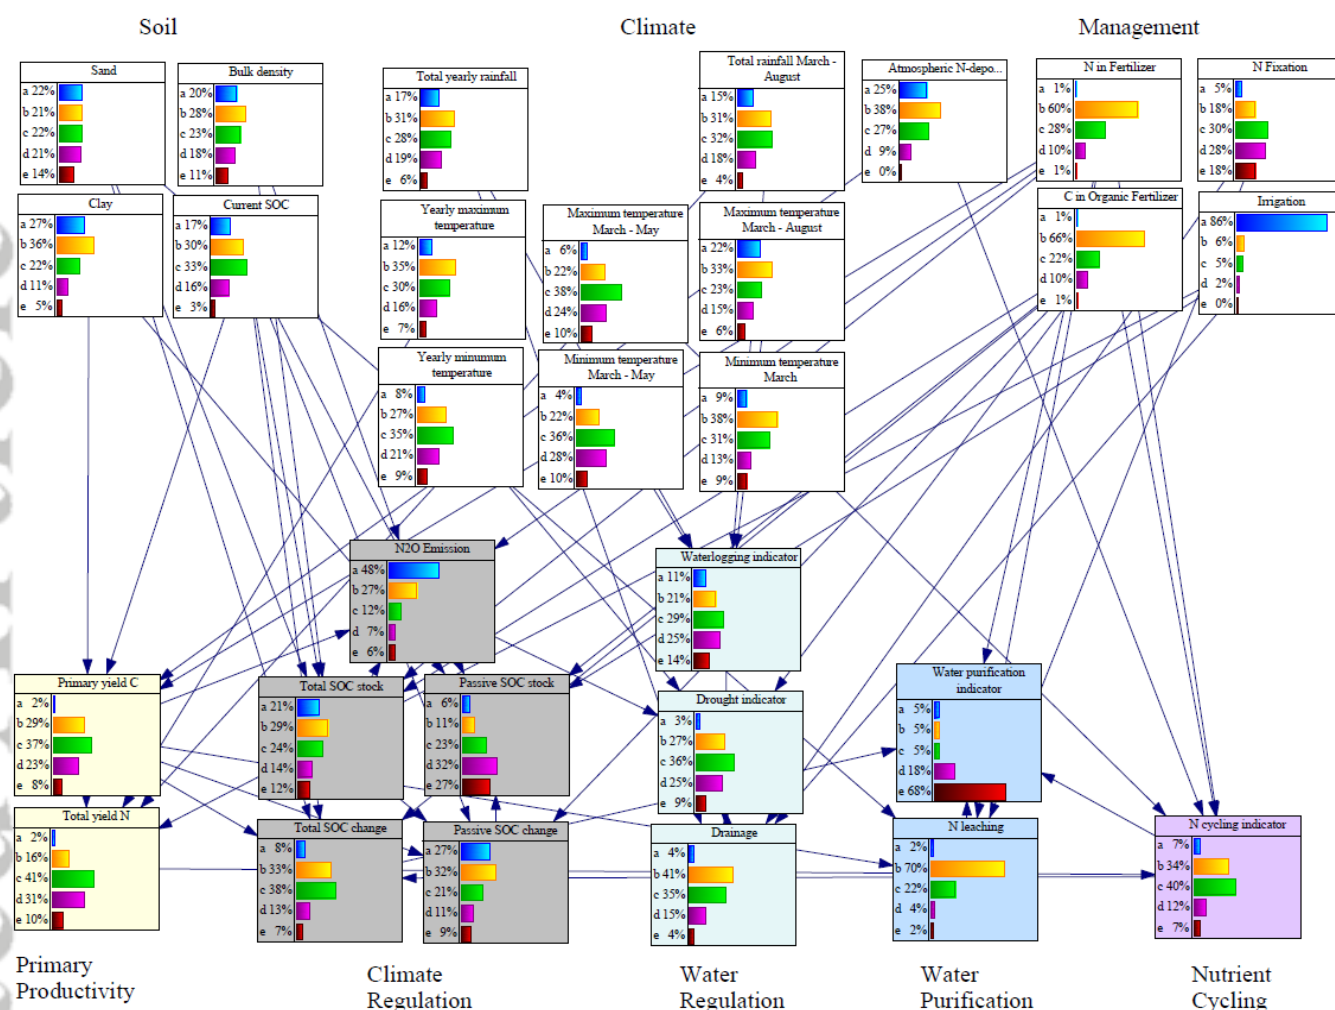 Soil
Climate
Management
Sand
a 22%
b 21%
c 22%
d 21%
e 14%
Bulk density
a 20%
b 28%
c 23%
d 18%
e 11%
Total yearly rainfall
a 17%
b 31%
c 28%
d 19%
e 6%
Total rainfall March -
August
a 15%
b 31%
c 32%
d 18%
e 4%
Atmospheric N-depo...
a 25%
b 38%
c 27%
d 9%
e 0%
N in Fertilizer
a 1%
b 60%
c 28%
d 10%
e 1%
N Fixation
a 5%
b 18%
c 30%
d 28%
e 18%
Clay
a 27%
b 36%
c 22%
d 11%
e 5%
Current SOC
a 17%
b 30%
c 33%
d 16%
e 3%
Yearly maximum
temperature
a 12%
b 35%
c 30%
d 16%
e 7%
Maximum temperature
March - May
a 6%
b 22%
c 38%
d 24%
e 10%
Maximum temperature
March - August
a 22%
b 33%
c 23%
d 15%
e 6%
C in Organic Fertilizer
a 1%
b 66%
c 22%
d 10%
e 1%
Irrigation
a 86%
b 6%
c 5%
d 2%
e 0%
Yearly minumum
temperature
a 8%
b 27%
c 35%
d 21%
e 9%
Minimum temperature
March - May
a 4%
b 22%
c 36%
d 28%
e 10%
Minimum temperature
March
a 9%
b 38%
c 31%
d 13%
e 9%
N2O Emission
a 48%
b 27%
c 12%
d 7%
e 6%
Waterlogging indicator
a 11%
b 21%
c 29%
d 25%
e 14%
Primary yield C
a 2%
b 29%
c 37%
d 23%
e 8%
Total SOC stock
a 21%
b 29%
c 24%
d 14%
e 12%
Passive SOC stock
a 6%
b 11%
c 23%
d 32%
e 27%
Drought indicator
a 3%
b 27%
c 36%
d 25%
e 9%
Water purification
indicator
a 5%
b 5%
c 5%
d 18%
e 68%
Total yield N
a 2%
b 16%
c 41%
d 31%
e 10%
Total SOC change
a 8%
b 33%
c 38%
d 13%
e 7%
Passive SOC change
a 27%
b 32%
c 21%
d 11%
e 9%
Drainage
a 4%
b 41%
c 35%
d 15%
e 4%
N leaching
a 2%
b 70%
c 22%
d 4%
e 2%
N cycling indicator
a 7%
b 34%
c 40%
d 12%
e 7%
Primary
Productivity
Climate
Regulation
Water
Regulation
Water
Purification
Nutrient
Cycling